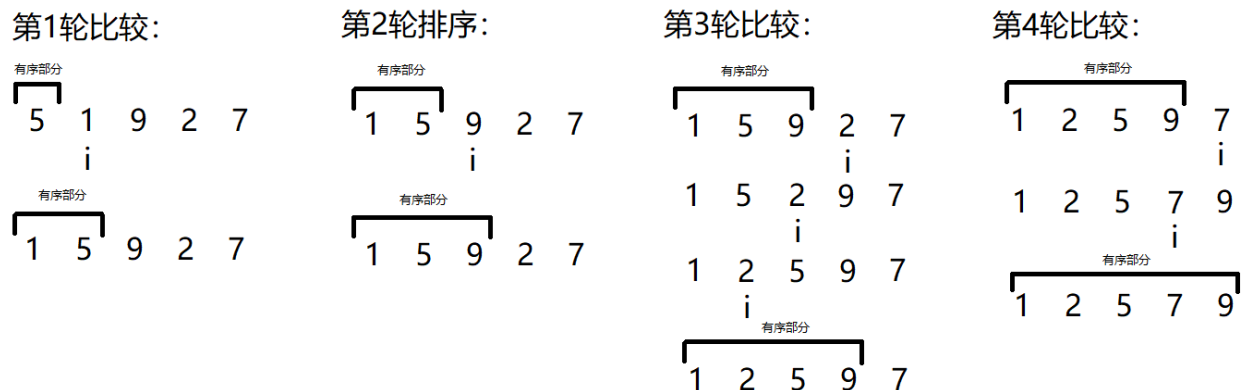 第1轮比较：
有序部分
5 1 9 2 7
i
有序部分
1 5 9 2 7
第2轮排序：
有序部分
1 5 9 2 7
i
有序部分
1 5 9 2 7
第3轮比较：
有序部分
1 5 9 2 7
i
1 5 2 9 7
i
1 2 5 9 7
i
有序部分
1 2 5 9 7
第4轮比较：
有序部分
1 2 5 9 7
i
1 2 5 7 9
i
有序部分
1 2 5 7 9